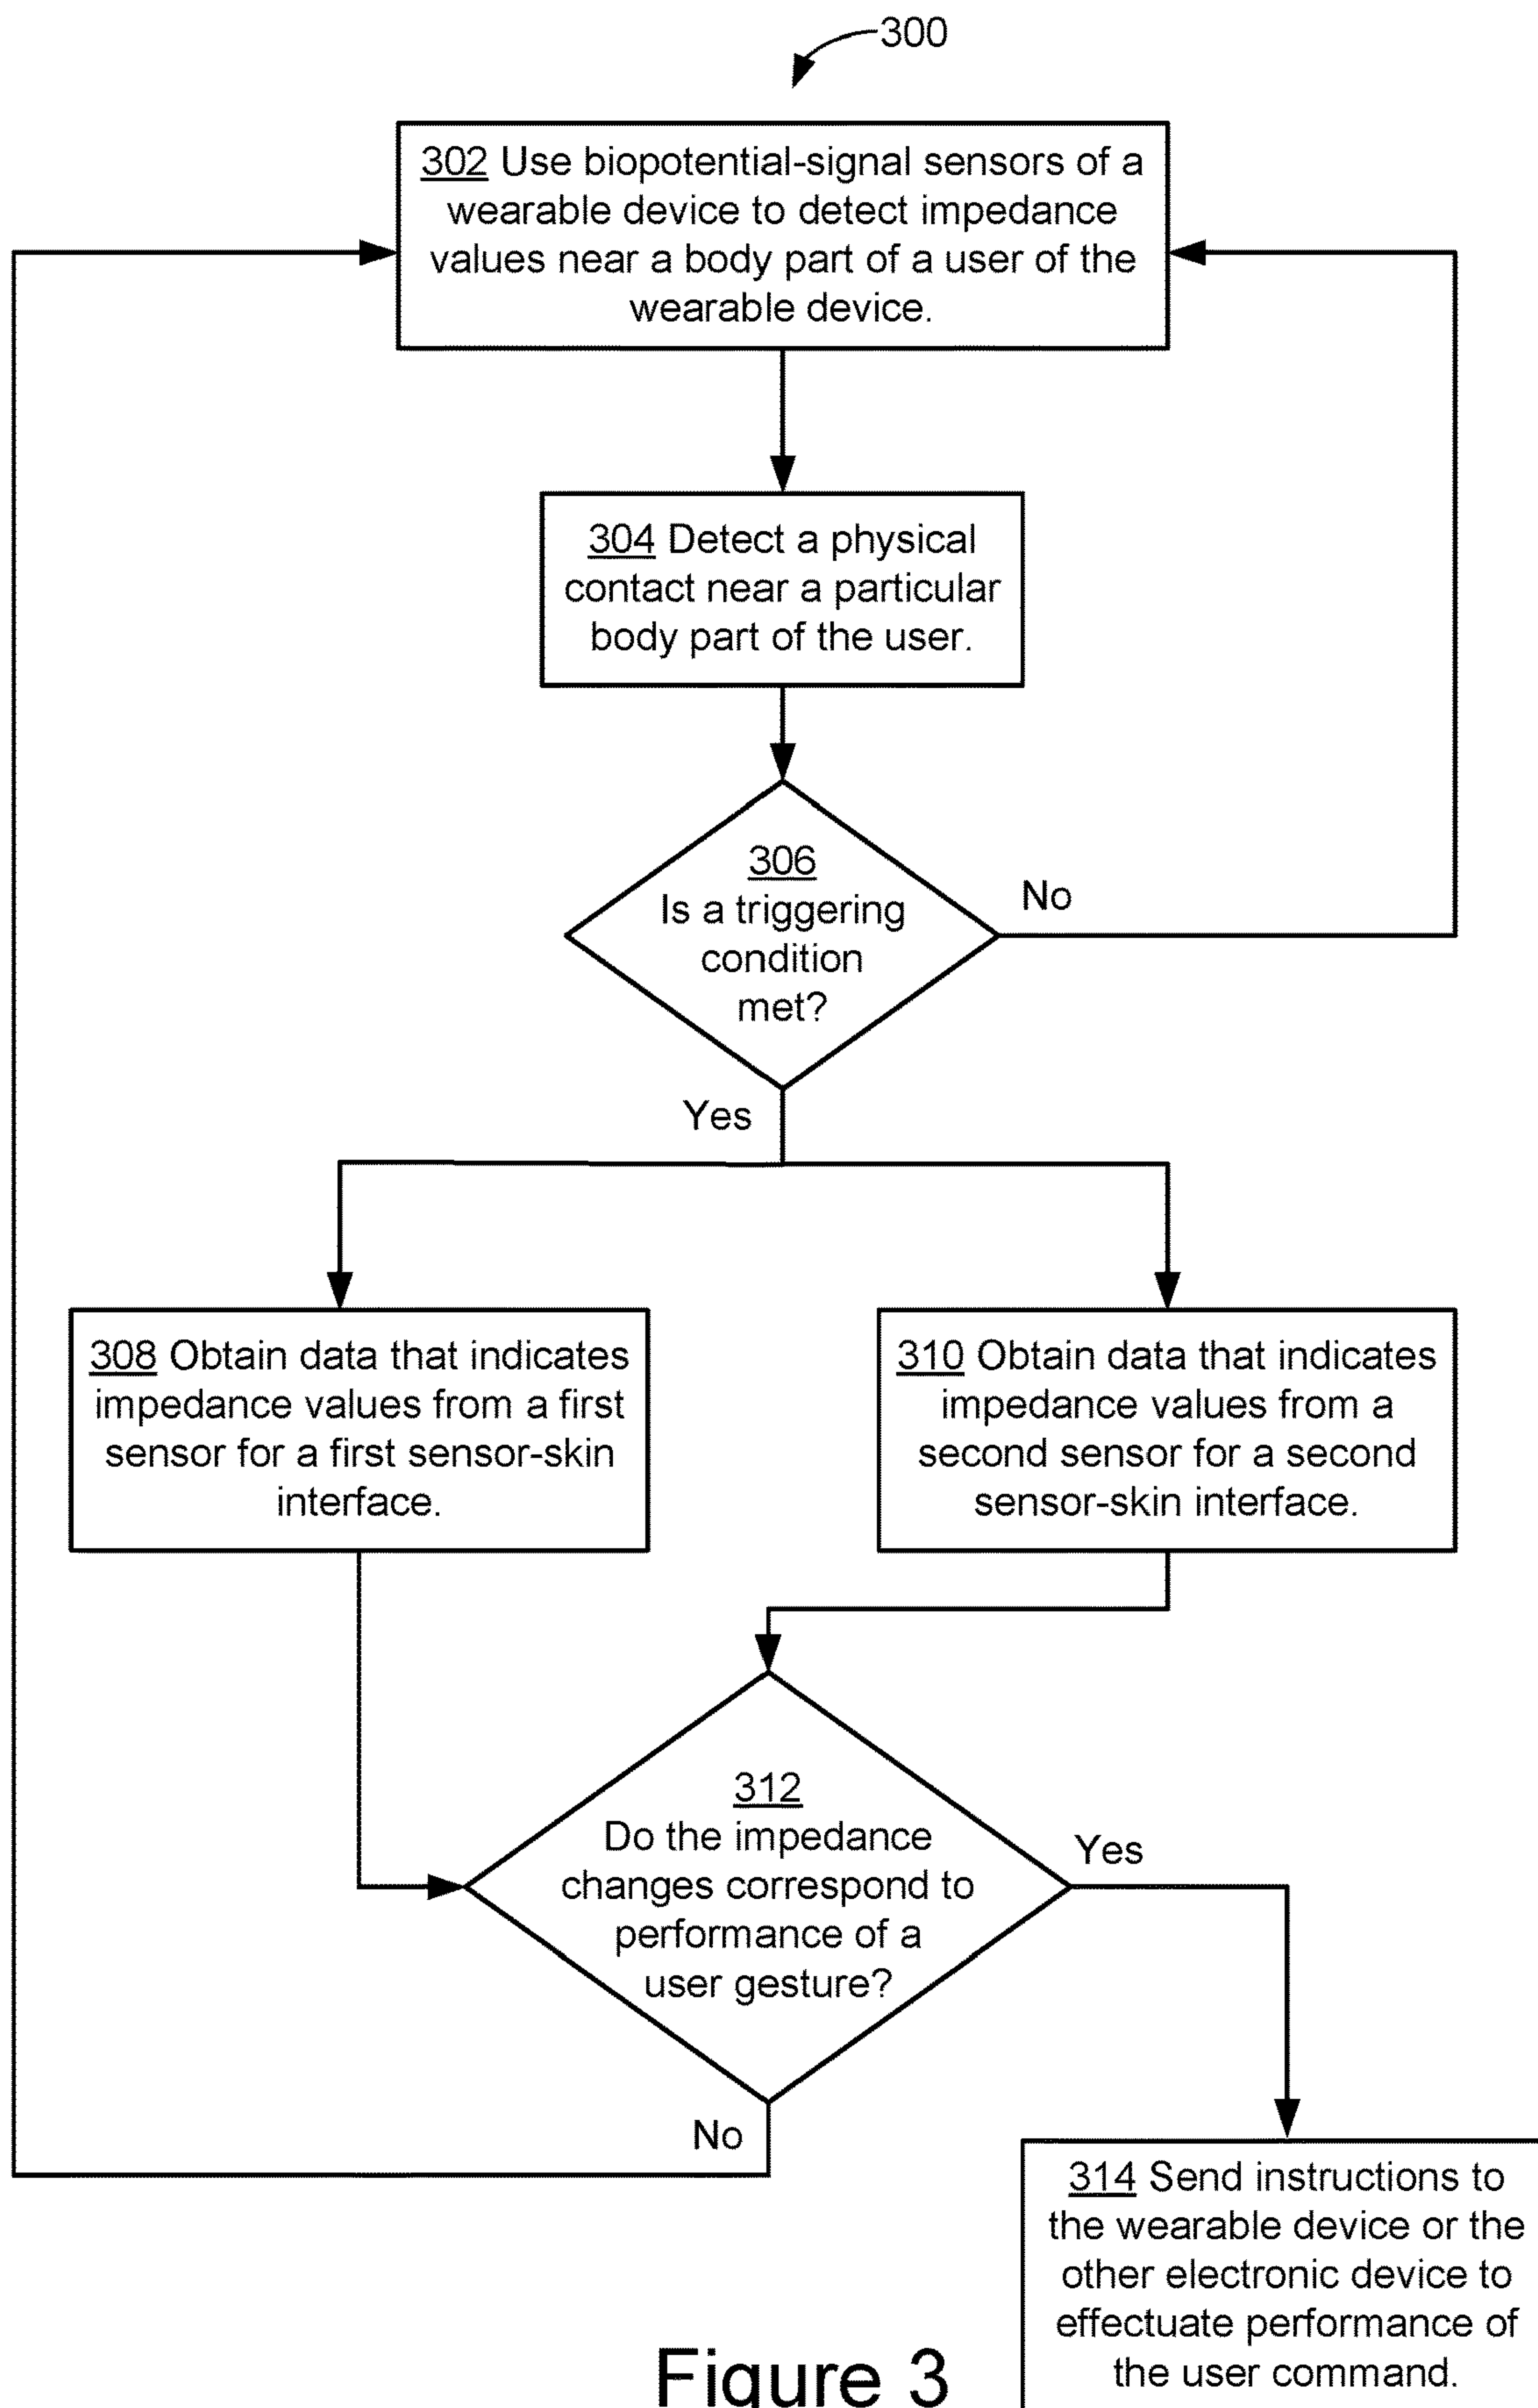 300
302 Use biopotential-signal sensors of a
wearable device to detect impedance
values near a body part of a user of the
wearable device.
304 Detect a physical
contact near a particular
body part of the user.
306
Is a triggering
condition
met?
No
Yes
308 Obtain data that indicates
impedance values from a first
sensor for a first sensor-skin
interface.
310 Obtain data that indicates
impedance values from a
second sensor for a second
sensor-skin interface.
312
Do the impedance
changes correspond to
performance of a
user gesture?
Yes
No
314 Send instructions to
the wearable device or the
other electronic device to
effectuate performance of
the user command.
Figure 3